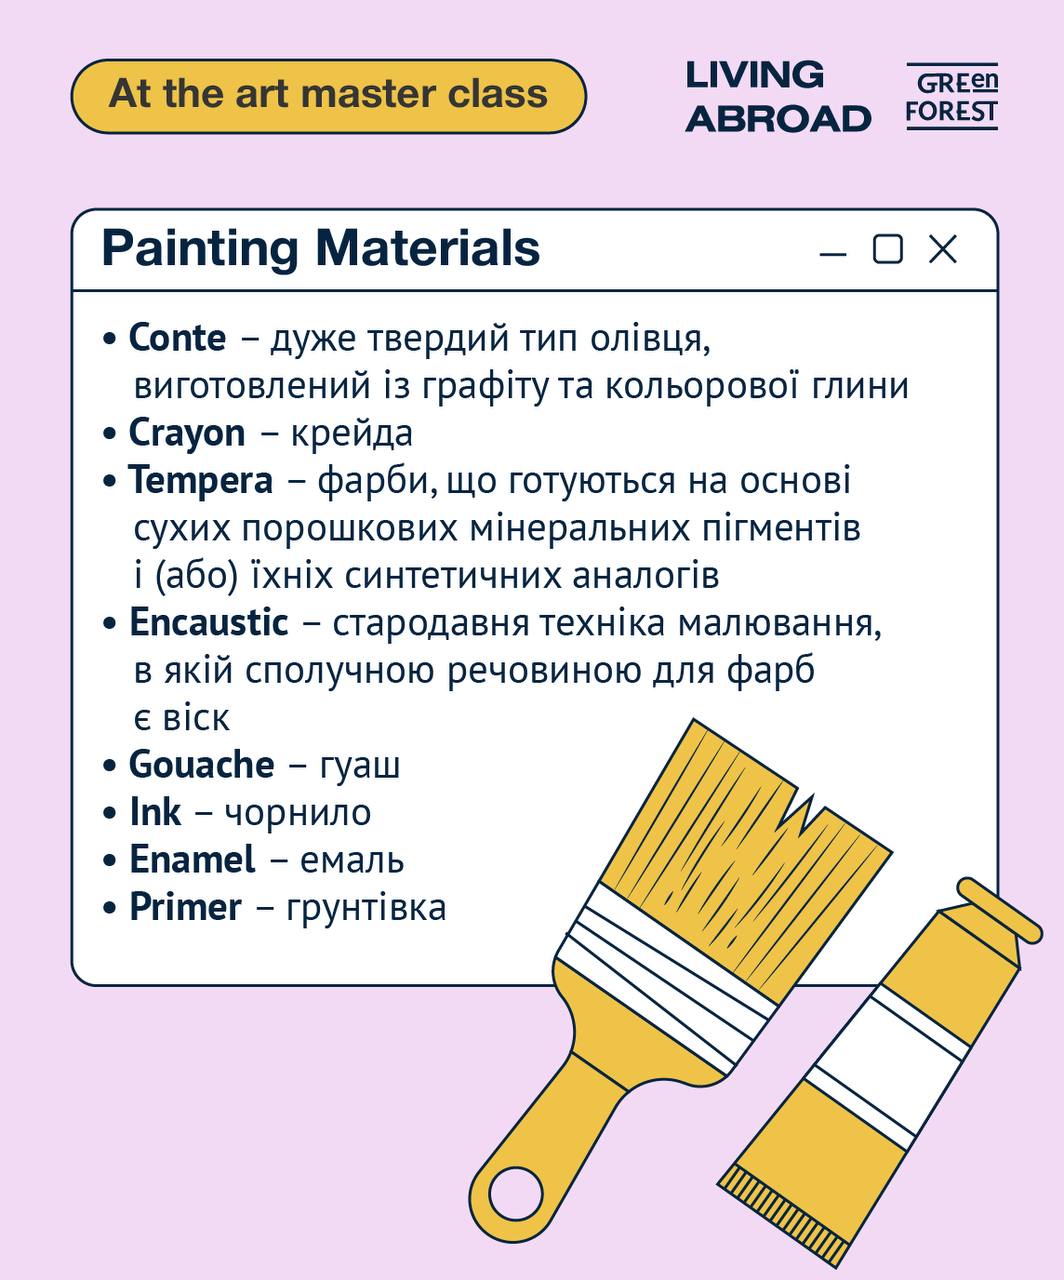 At the art master class
LIVING
ABROAD
GREen
FOREST
Painting Materials
• Conte – дуже твердий тип олівця,
виготовлений із графіту та кольорової глини
• Crayon – крейда
• Tempera – фарби, що готуються на основі
сухих порошкових мінеральних пігментів
і (або) їхніх синтетичних аналогів
• Encaustic – стародавня техніка малювання,
в якій сполучною речовиною для фарб
є віск
• Gouache – гуаш
• Ink – чорнило
• Enamel – емаль
• Primer – грунтівка